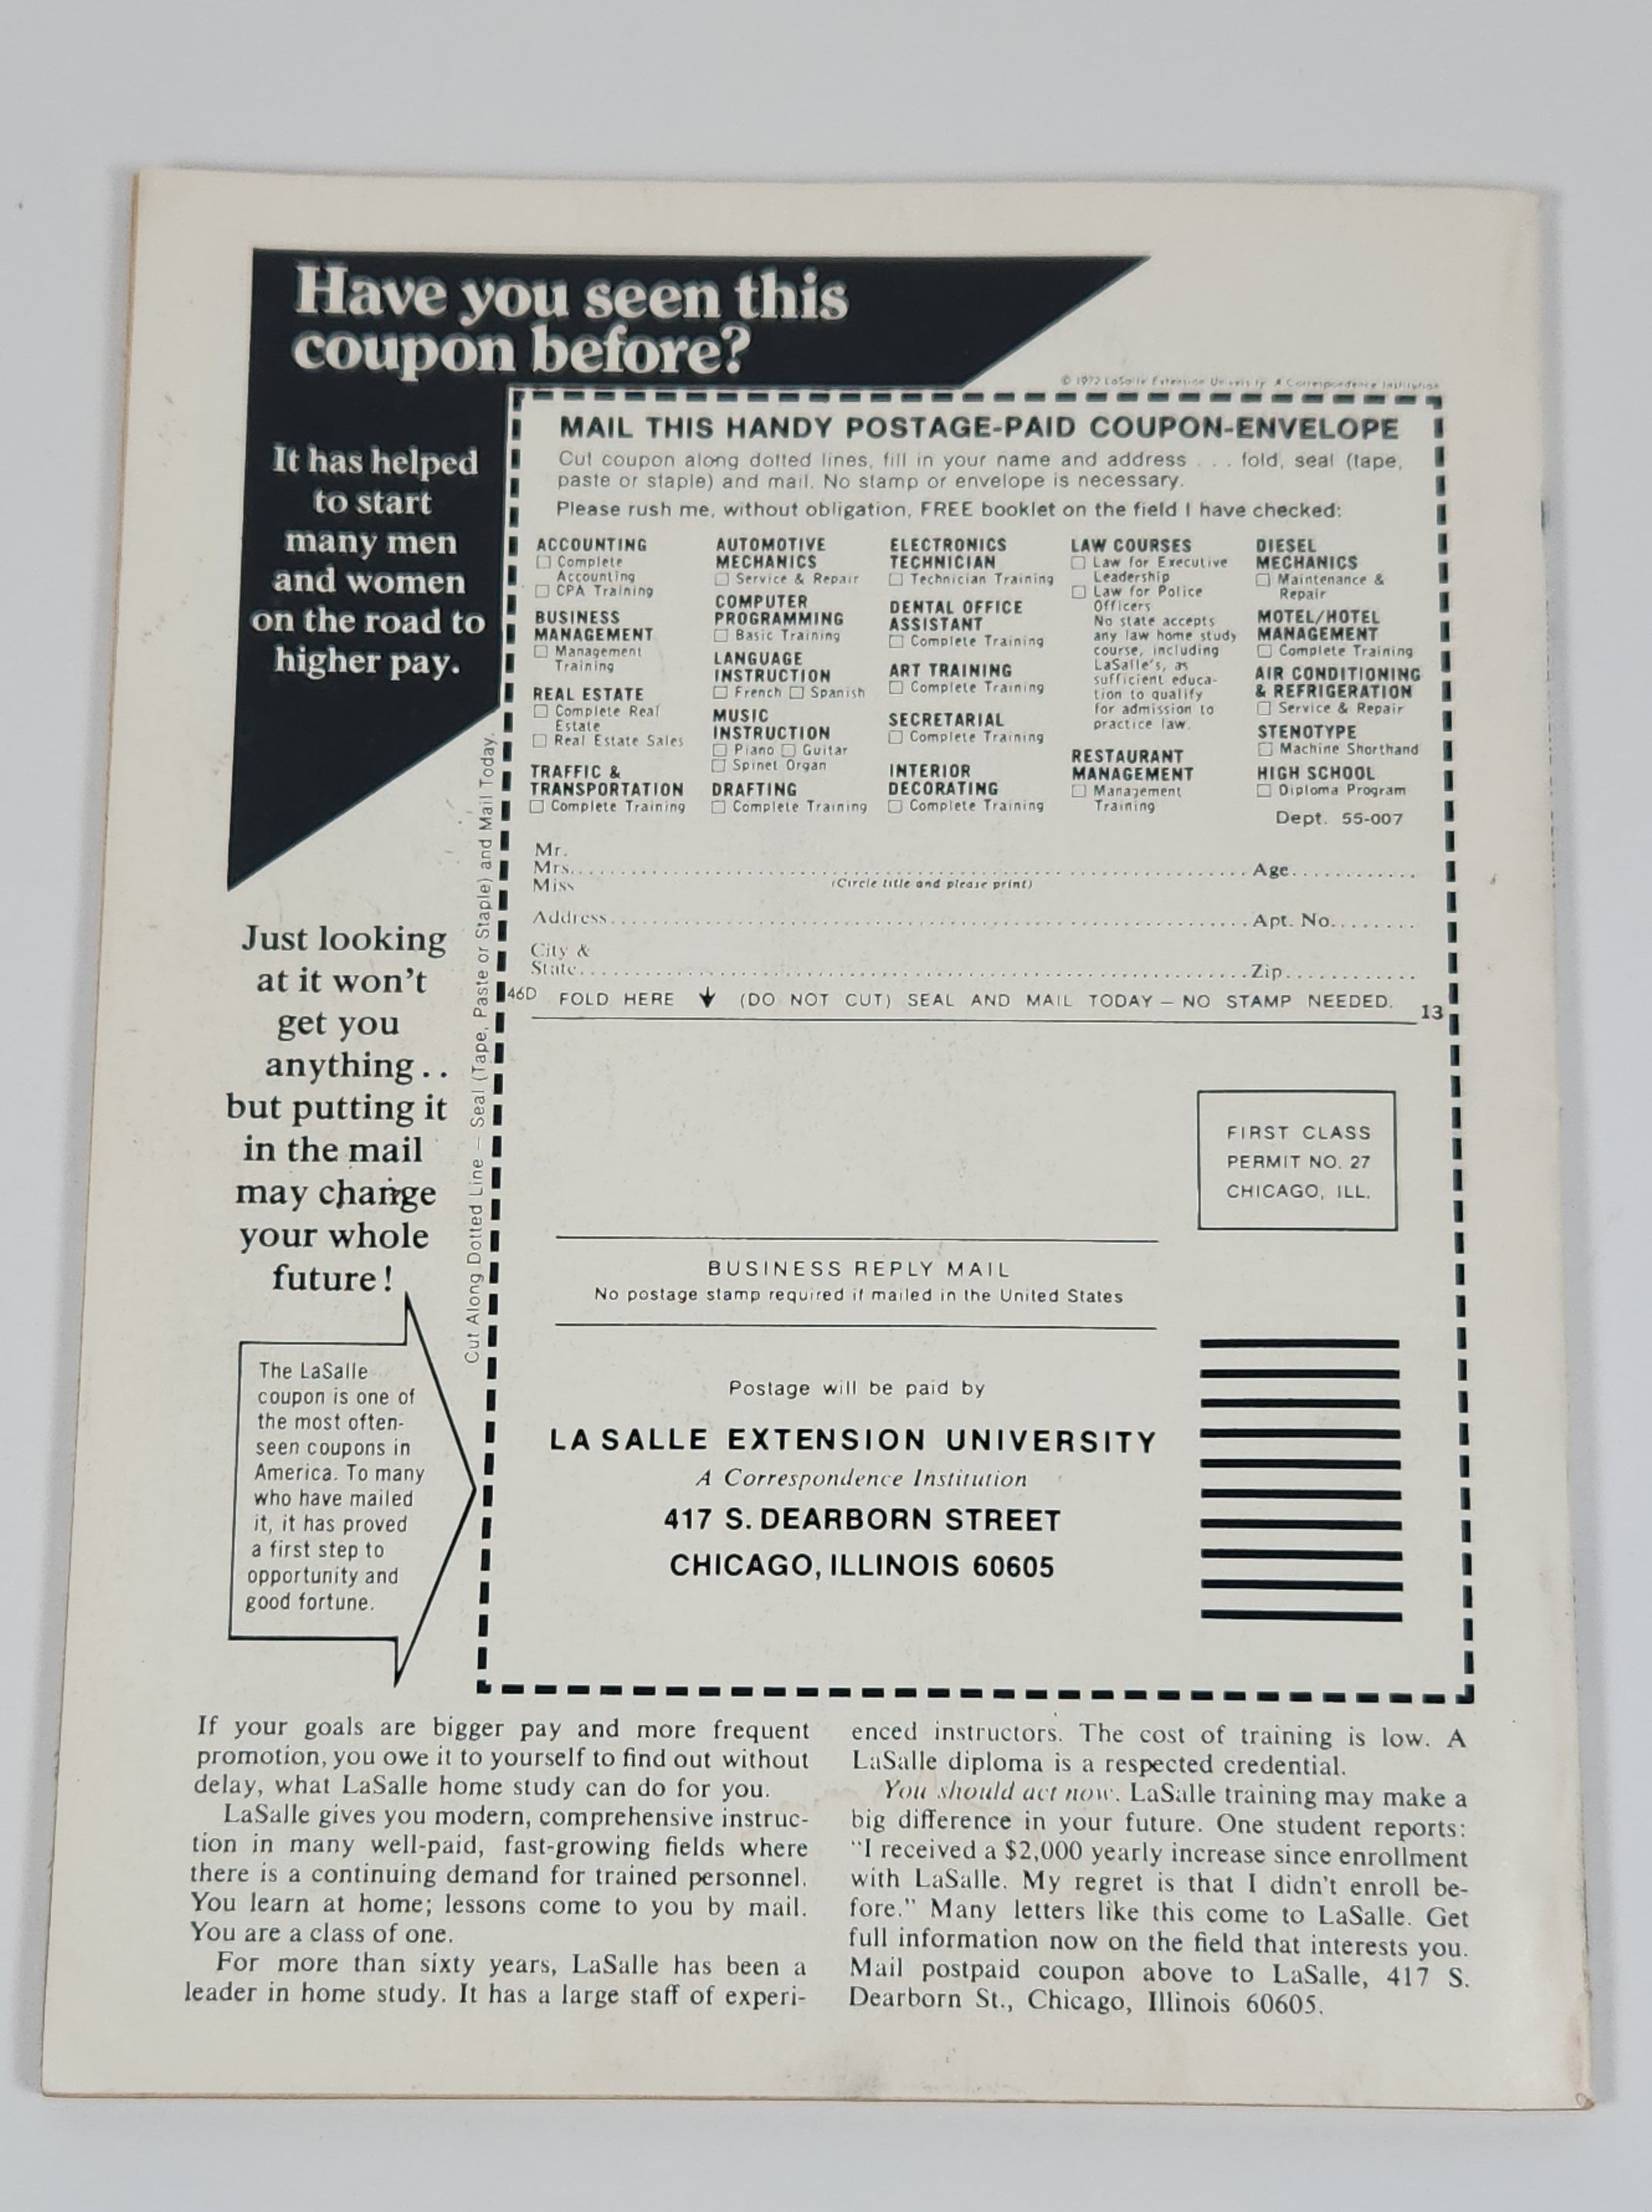 Have you seen this
coupon before?
It has helped
to start
many men
and women
on the road to
higher pay.
Just looking
at it won't
get you
anything..
but putting it
in the mail
may change
your whole
future!
The LaSalle
coupon is one of
the most often-
seen coupons in
America. To many
who have mailed
it, it has proved
a first step to
opportunity and
good fortune.
Cut Along Dotted Line — Seal (Tape, Paste or Staple) and Mail Today.
© 1972 LaSalle Extension University A Correspondence Institution
MAIL THIS HANDY POSTAGE-PAID COUPON-ENVELOPE
Cut coupon along dotted lines, fill in your name and address . . . fold, seal (tape,
paste or staple) and mail. No stamp or envelope is necessary.
Please rush me, without obligation, FREE booklet on the field I have checked:
ACCOUNTING
☐ Complete
Accounting
☐ CPA Training
BUSINESS
MANAGEMENT
☐ Management
Training
REAL ESTATE
☐ Complete Real
Estate
☐ Real Estate Sales
TRAFFIC &
TRANSPORTATION
☐ Complete Training
AUTOMOTIVE
MECHANICS
☐ Service & Repair
COMPUTER
PROGRAMMING
☐ Basic Training
LANGUAGE
INSTRUCTION
☐ French ☐ Spanish
MUSIC
INSTRUCTION
☐ Piano ☐ Guitar
☐ Spinet Organ
DRAFTING
☐ Complete Training
ELECTRONICS
TECHNICIAN
☐ Technician Training
DENTAL OFFICE
ASSISTANT
☐ Complete Training
ART TRAINING
☐ Complete Training
SECRETARIAL
☐ Complete Training
INTERIOR
DECORATING
☐ Complete Training
LAW COURSES
☐ Law for Executive
Leadership
☐ Law for Police
Officers
No state accepts
any law home study
course, including
LaSalle's, as
sufficient educa-
tion to qualify
for admission to
practice law.
RESTAURANT
MANAGEMENT
☐ Management
Training
DIESEL
MECHANICS
☐ Maintenance &
Repair
MOTEL/HOTEL
MANAGEMENT
☐ Complete Training
AIR CONDITIONING
& REFRIGERATION
☐ Service & Repair
STENOTYPE
☐ Machine Shorthand
HIGH SCHOOL
☐ Diploma Program
Dept. 55-007
Mr.
Mrs. Age
Miss (Circle title and please print)
Address Apt. No.
City &
State Zip
46D FOLD HERE ↓ (DO NOT CUT) SEAL AND MAIL TODAY – NO STAMP NEEDED.
13
FIRST CLASS
PERMIT NO. 27
CHICAGO, ILL.
BUSINESS REPLY MAIL
No postage stamp required if mailed in the United States
Postage will be paid by
LA SALLE EXTENSION UNIVERSITY
A Correspondence Institution
417 S. DEARBORN STREET
CHICAGO, ILLINOIS 60605
If your goals are bigger pay and more frequent
promotion, you owe it to yourself to find out without
delay, what LaSalle home study can do for you.
LaSalle gives you modern, comprehensive instruc-
tion in many well-paid, fast-growing fields where
there is a continuing demand for trained personnel.
You learn at home; lessons come to you by mail.
You are a class of one.
For more than sixty years, LaSalle has been a
leader in home study. It has a large staff of experi-
enced instructors. The cost of training is low. A
LaSalle diploma is a respected credential.
You should act now. LaSalle training may make a
big difference in your future. One student reports:
"I received a $2,000 yearly increase since enrollment
with LaSalle. My regret is that I didn't enroll be-
fore." Many letters like this come to LaSalle. Get
full information now on the field that interests you.
Mail postpaid coupon above to LaSalle, 417 S.
Dearborn St., Chicago, Illinois 60605.